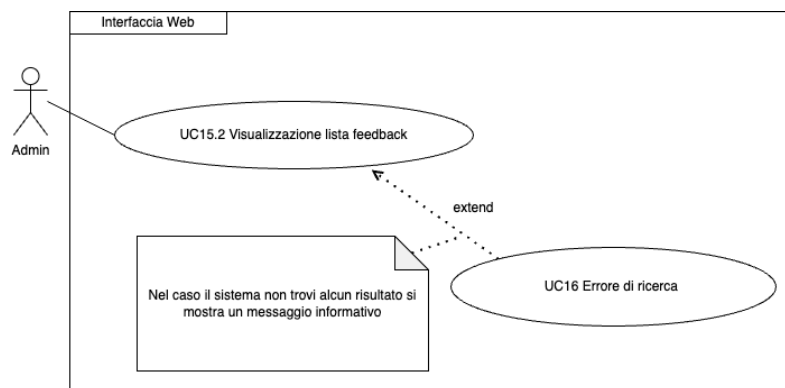 Interfaccia Web
Admin
UC15.2 Visualizzazione lista feedback
extend
Nel caso il sistema non trovi alcun risultato si
mostra un messaggio informativo
UC16 Errore di ricerca